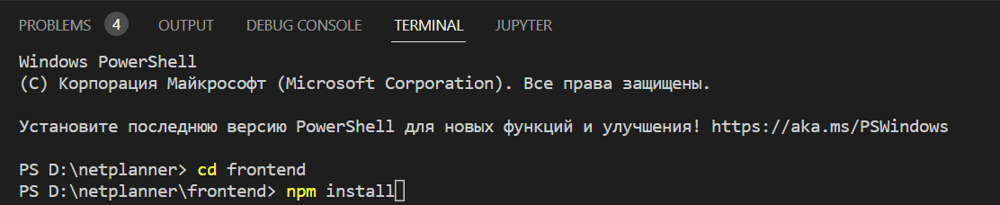 PROBLEMS 4 OUTPUT DEBUG CONSOLE TERMINAL JUPYTER
Windows PowerShell
(C) Корпорация Майкрософт (Microsoft Corporation). Все права защищены.
Установите последнюю версию PowerShell для новых функций и улучшения! https://aka.ms/PSWindows
PS D:\netplanner> cd frontend
PS D:\netplanner\frontend> npm install